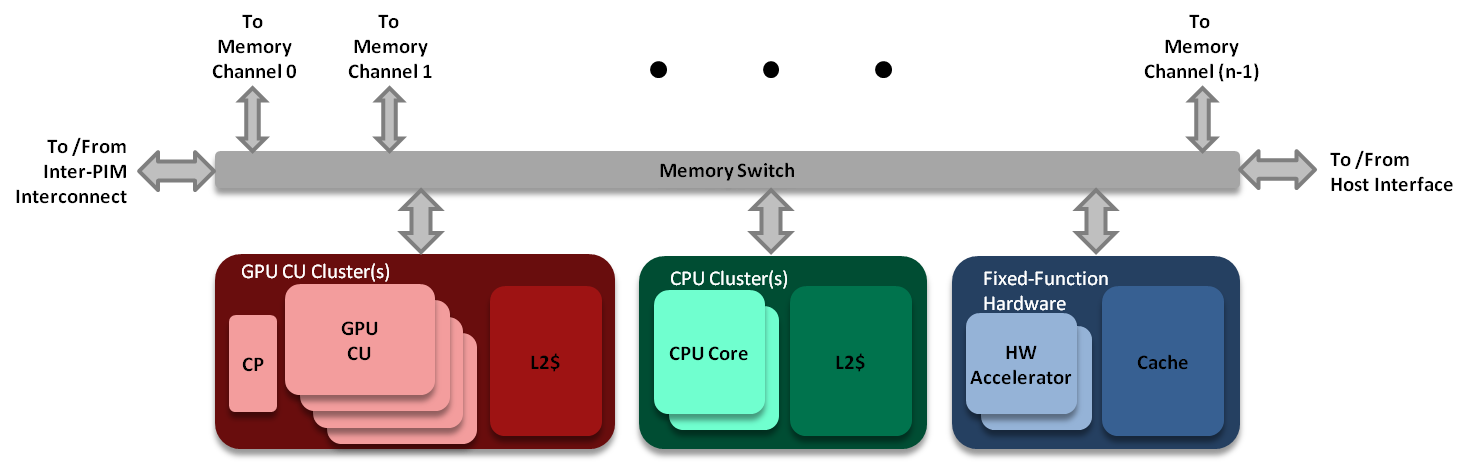 To
Memory
Channel 0
To
Memory
Channel 1
To
Memory
Channel (n-1)
To /From
Inter-PIM
Interconnect
Memory Switch
To /From
Host Interface
GPU CU Cluster(s)
CP
GPU
CU
L2$
CPU Cluster(s)
CPU Core
L2$
Fixed-Function
Hardware
HW
Accelerator
Cache